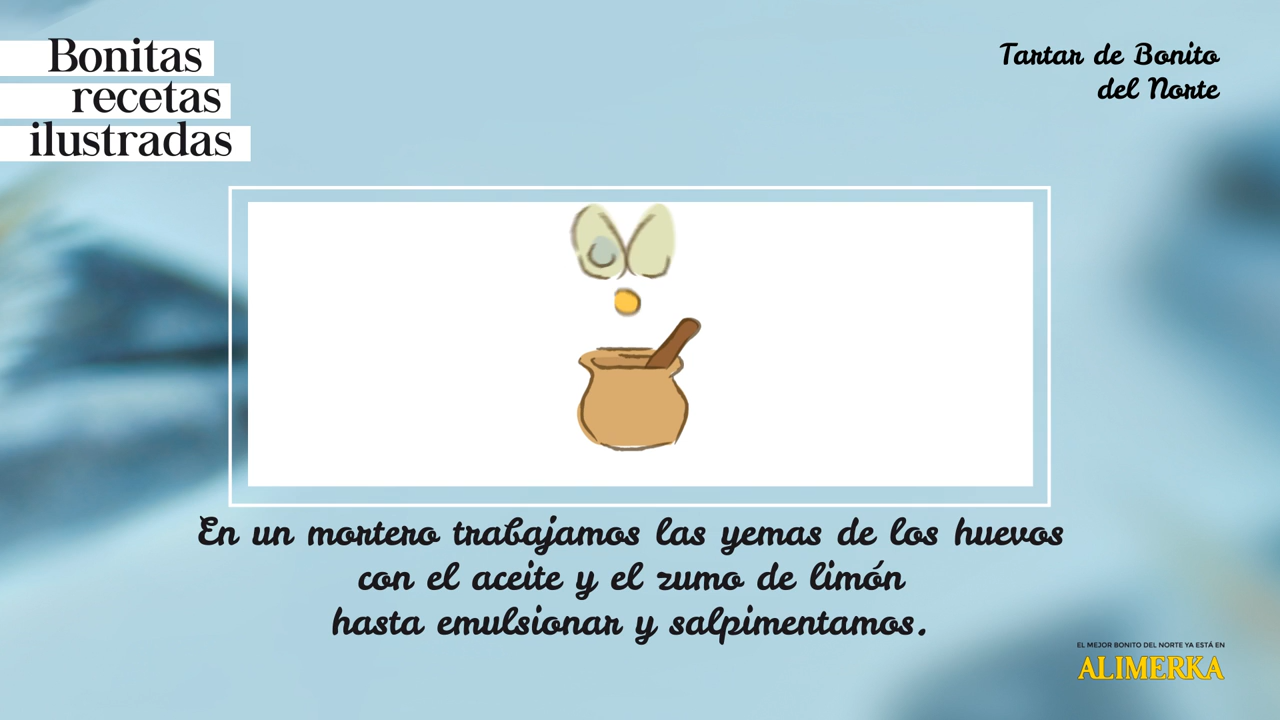 Bonitas
recetas
ilustradas
Tartar de Bonito
del Norte
En un mortero trabajamos las yemas de los huevos
con el aceite y el zumo de limón
hasta emulsionar y salpimentamos.
EL MEJOR BONITO DEL NORTE YA ESTÁ EN
ALIMERKA